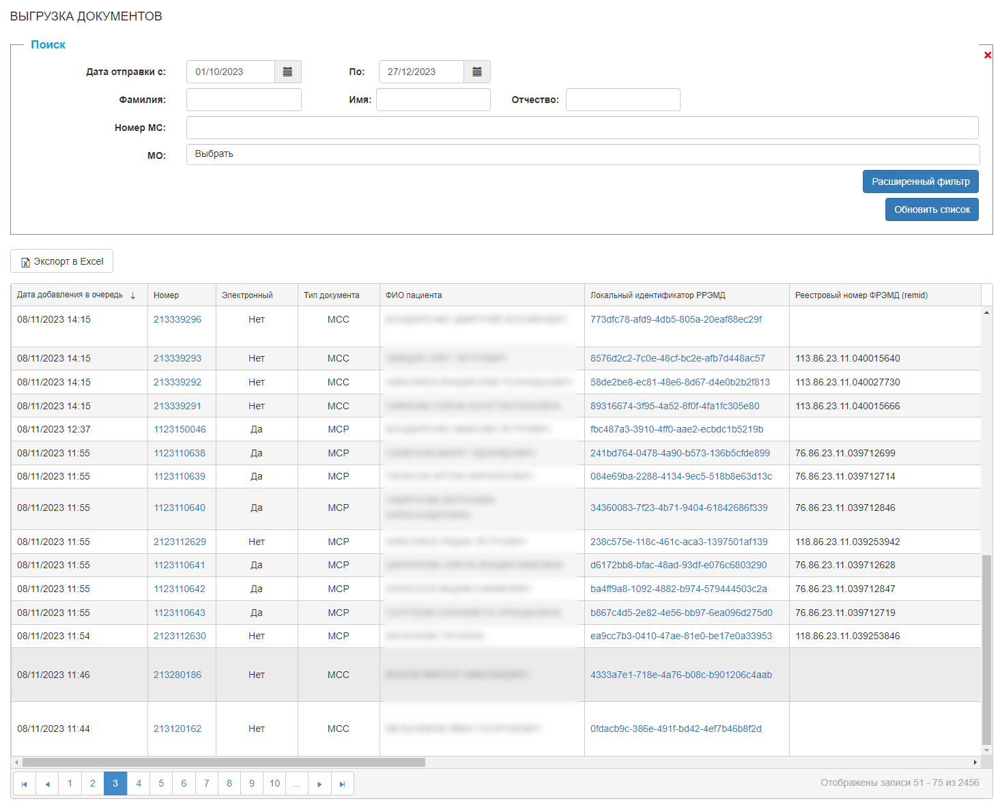 ВЫГРУЗКА ДОКУМЕНТОВ
Поиск
Дата отправки с: 01/10/2023 По: 27/12/2023
Фамилия: Имя: Отчество:
Номер МС:
МО: Выбрать
Расширенный фильтр
Обновить список
Экспорт в Excel
Дата добавления в очередь Номер Электронный Тип документа ФИО пациента Локальный идентификатор РРЭМД Реестровый номер ФРЭМД (remid)
08/11/2023 14:15 213339296 Нет МСС 773dfc78-afd9-4db5-805a-20eaf88ec29f
08/11/2023 14:15 213339293 Нет МСС 8576d2c2-7c0e-48cf-bc2e-afb7d448ac57 113.86.23.11.040015640
08/11/2023 14:15 213339292 Нет МСС 58de2be8-ec81-48e6-8d67-d4e0b2b2f813 113.86.23.11.040027730
08/11/2023 14:15 213339291 Нет МСС 89316674-3f95-4a52-8f0f-4fa1fc305e80 113.86.23.11.040015666
08/11/2023 12:37 1123150046 Да МСР fbc487a3-3910-4ff0-aae2-ecbdc1b5219b
08/11/2023 11:55 1123110638 Да МСР 241bd764-0478-4a90-b573-136b5cfde899 76.86.23.11.039712699
08/11/2023 11:55 1123110639 Да МСР 084e69ba-2288-4134-9ec5-518b8e63d13c 76.86.23.11.039712714
08/11/2023 11:55 1123110640 Да МСР 34360083-7f23-4b71-9404-61842686f339 76.86.23.11.039712846
08/11/2023 11:55 2123112629 Нет МСР 238c575e-118c-461c-aca3-1397501af139 118.86.23.11.039253942
08/11/2023 11:55 1123110641 Да МСР d6172bb8-bfac-48ad-93df-e076c6803290 76.86.23.11.039712628
08/11/2023 11:55 1123110642 Да МСР ba4ff9a8-1092-4882-b974-579444503c2a 76.86.23.11.039712847
08/11/2023 11:55 1123110643 Да МСР b867c4d5-2e82-4e56-bb97-6ea096d275d0 76.86.23.11.039712719
08/11/2023 11:54 2123112630 Нет МСР ea9cc7b3-0410-47ae-81e0-be17e0a33953 118.86.23.11.039253846
08/11/2023 11:46 213280186 Нет МСС 4333a7e1-718e-4a76-b08c-b901206c4aab
08/11/2023 11:44 213120162 Нет МСС 0fdacb9c-386e-491f-bd42-4ef7b46b8f2d
1 2 3 4 5 6 7 8 9 10 ... Отображены записи 51 - 75 из 2456